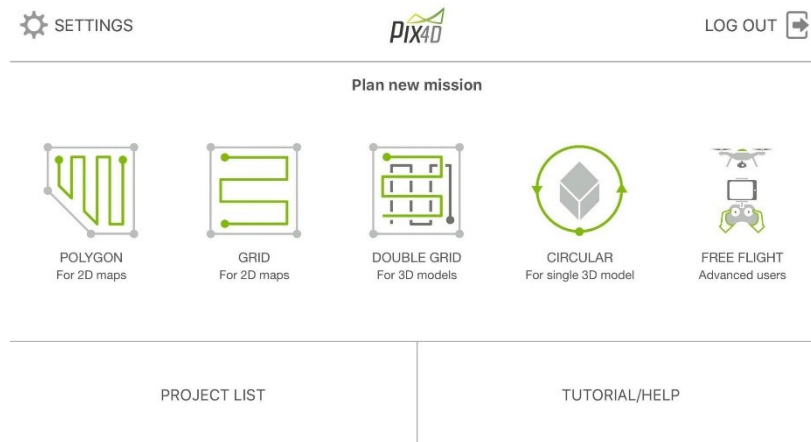 SETTINGS
PIX4D
LOG OUT
Plan new mission
POLYGON
For 2D maps
GRID
For 2D maps
DOUBLE GRID
For 3D models
CIRCULAR
For single 3D model
FREE FLIGHT
Advanced users
PROJECT LIST
TUTORIAL/HELP